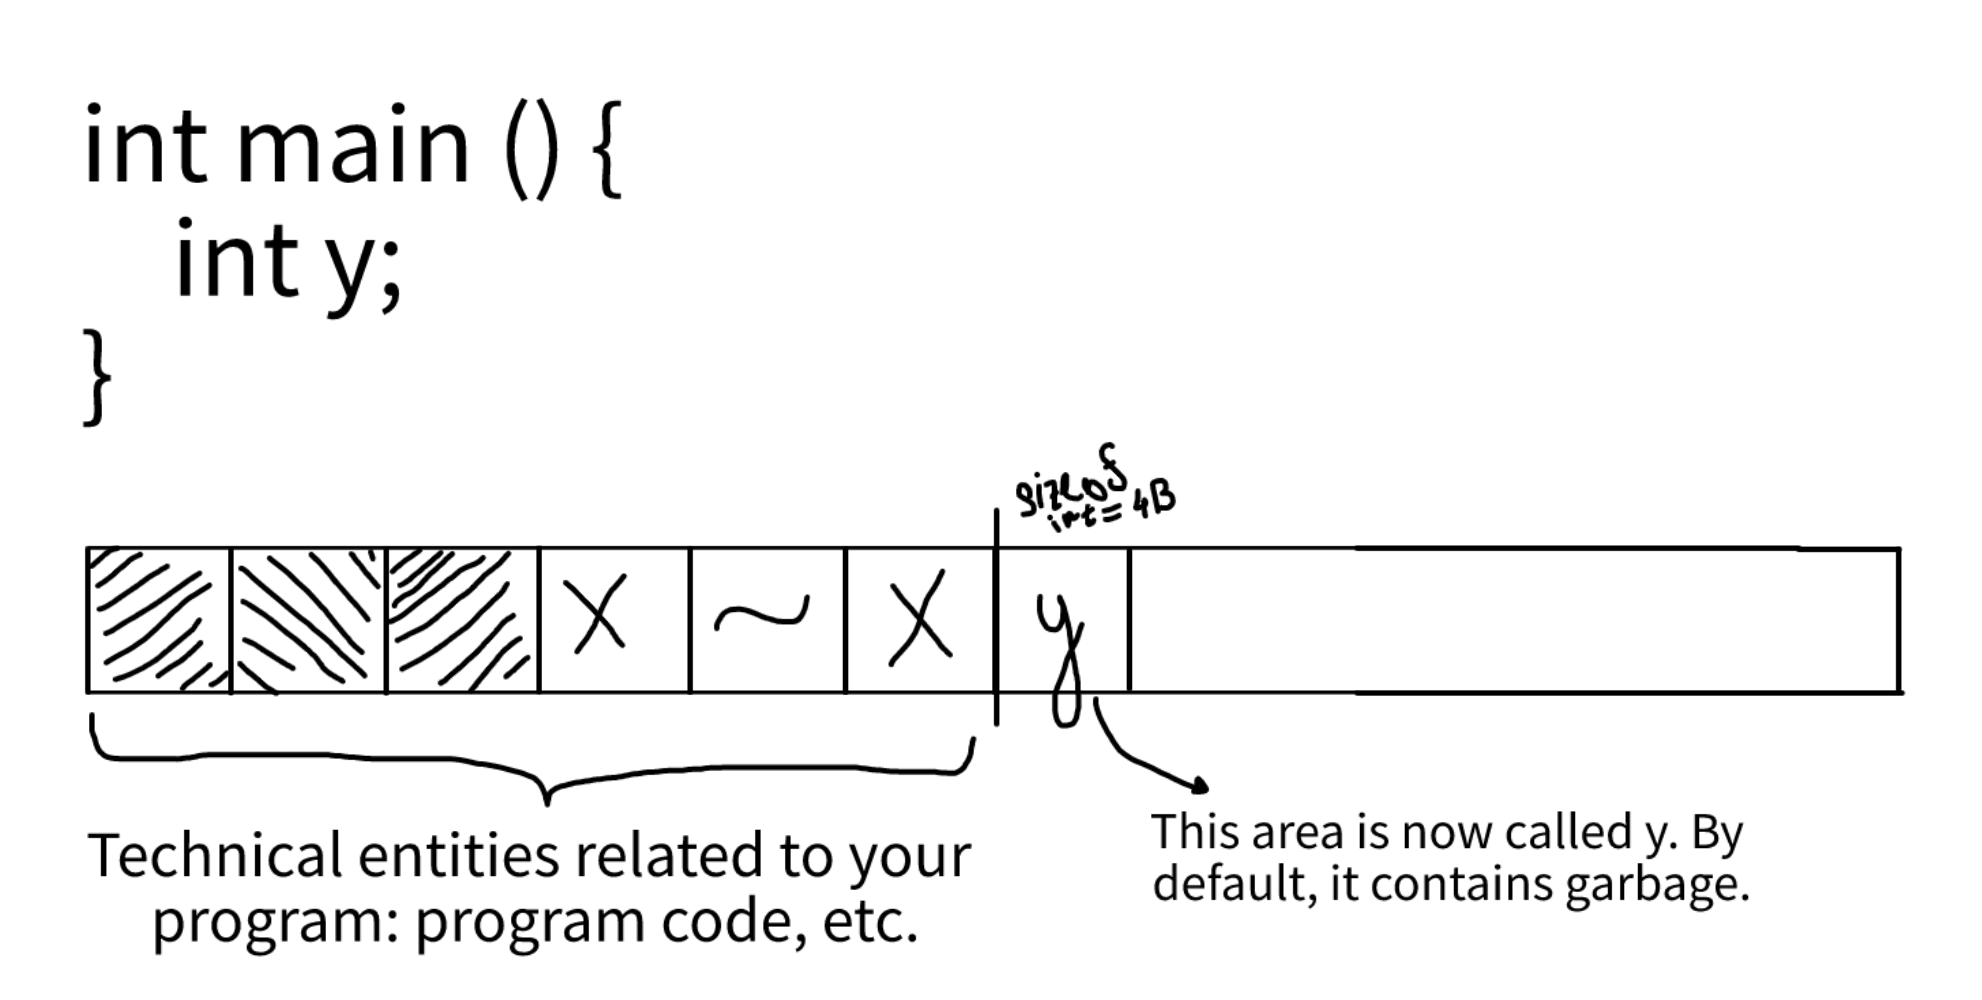 int main () {
int y;
}
sizeof
int = 4B
X ~ X y
Technical entities related to your
program: program code, etc.
This area is now called y. By
default, it contains garbage.